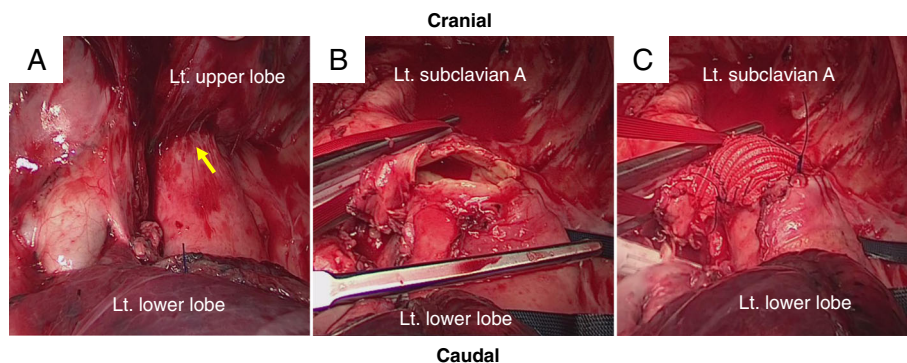 Cranial
A
Lt. upper lobe
Lt. lower lobe
B
Lt. subclavian A
Lt. lower lobe
C
Lt. subclavian A
Lt. lower lobe
Caudal